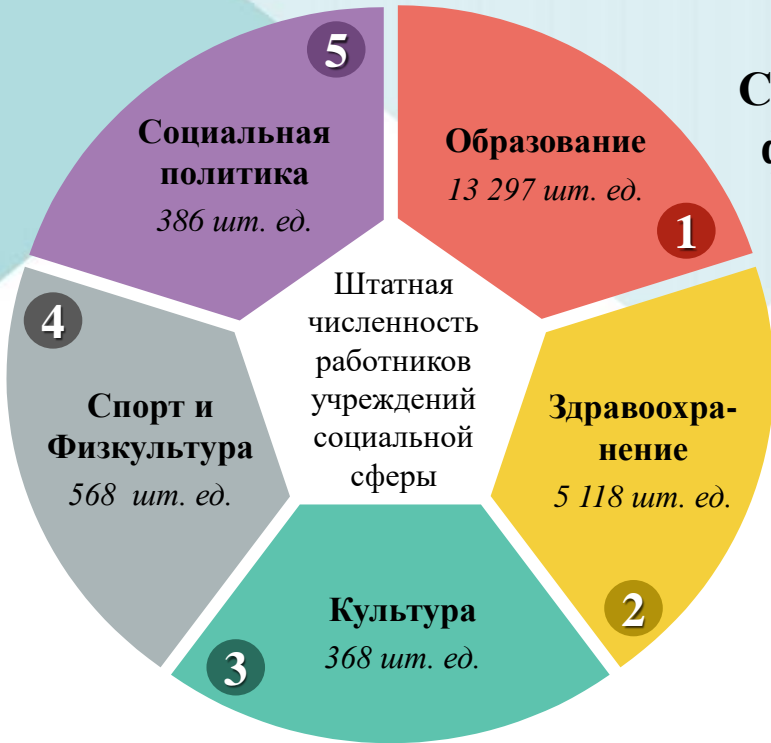 5
Социальная
политика
386 шт. ед.
Образование
13 297 шт. ед.
1
4
Спорт и
Физкультура
568 шт. ед.
Штатная
численность
работников
учреждений
социальной
сферы
Здравоохра-
нение
5 118 шт. ед.
2
Культура
368 шт. ед.
3